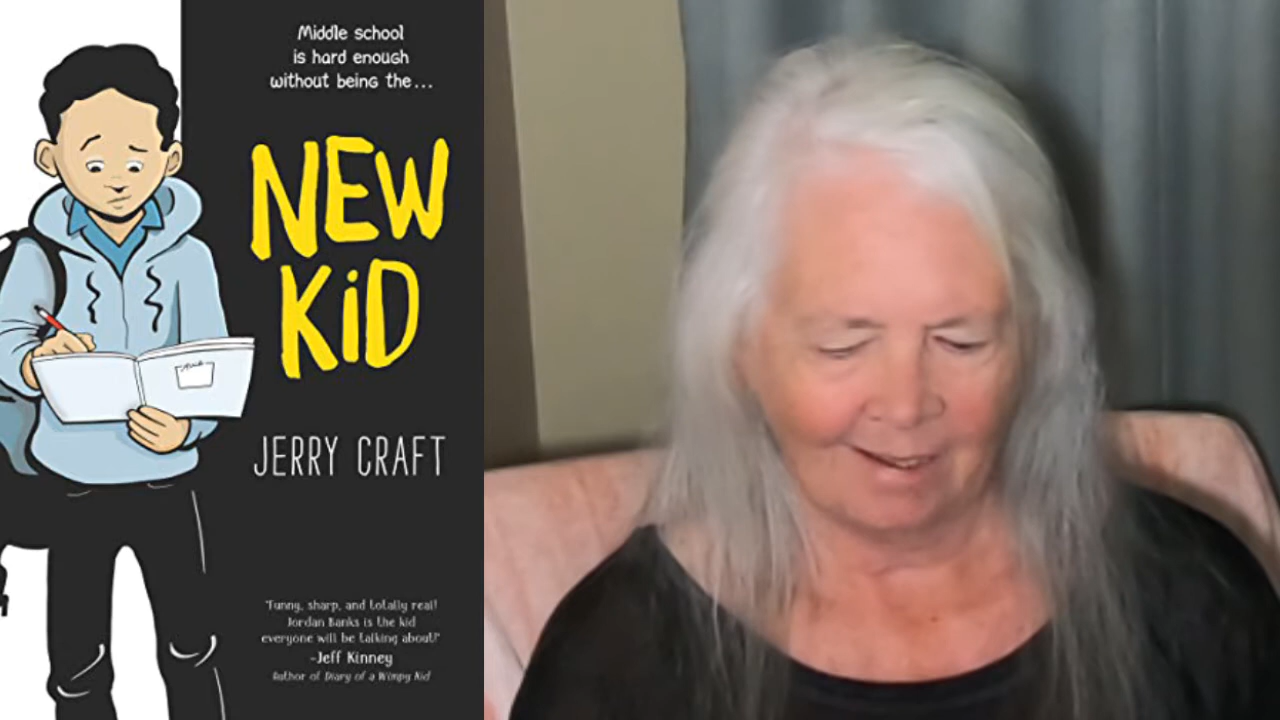 Middle school
is hard enough
without being the...
NEW
KiD
JERRY CRAFT
"Funny, sharp, and totally real!
Jordan Banks is the kid
everyone will be talking about!"
–Jeff Kinney
Author of Diary of a Wimpy Kid